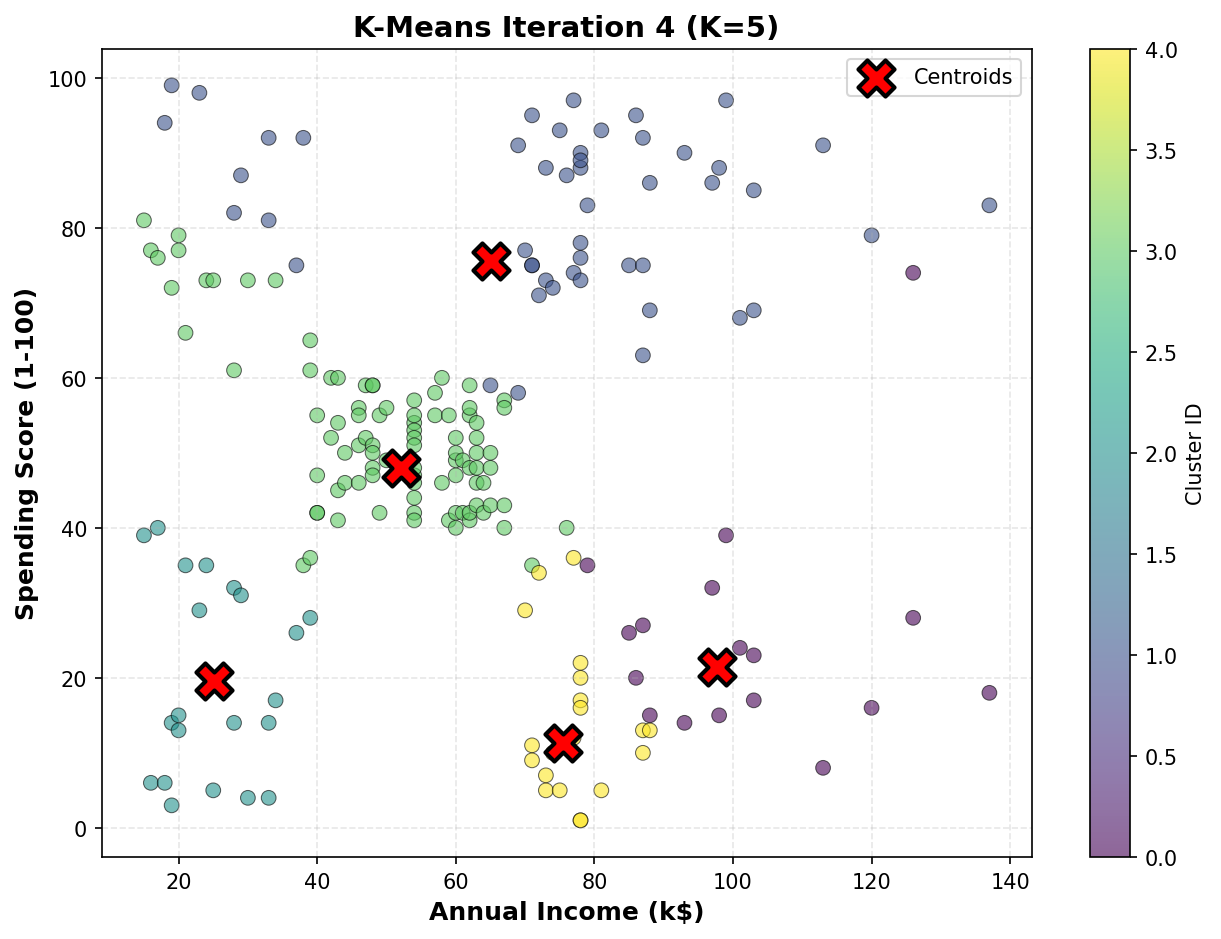 K-Means Iteration 4 (K=5)
Centroids
100
80
60
40
20
0
Spending Score (1-100)
20 40 60 80 100 120 140
Annual Income (k$)
4.0
3.5
3.0
2.5
2.0
1.5
1.0
0.5
0.0
Cluster ID